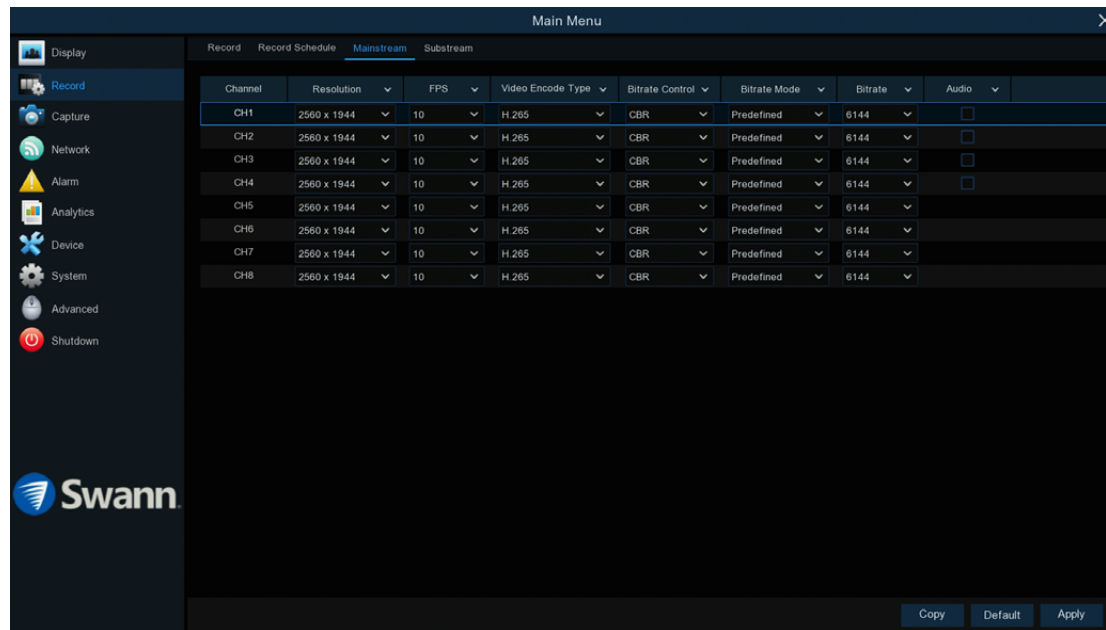 Main Menu
Display
Record
Capture
Network
Alarm
Analytics
Device
System
Advanced
Shutdown
Swann
Record Record Schedule Mainstream Substream
Channel Resolution FPS Video Encode Type Bitrate Control Bitrate Mode Bitrate Audio
CH1 2560 x 1944 10 H.265 CBR Predefined 6144
CH2 2560 x 1944 10 H.265 CBR Predefined 6144
CH3 2560 x 1944 10 H.265 CBR Predefined 6144
CH4 2560 x 1944 10 H.265 CBR Predefined 6144
CH5 2560 x 1944 10 H.265 CBR Predefined 6144
CH6 2560 x 1944 10 H.265 CBR Predefined 6144
CH7 2560 x 1944 10 H.265 CBR Predefined 6144
CH8 2560 x 1944 10 H.265 CBR Predefined 6144
Copy Default Apply